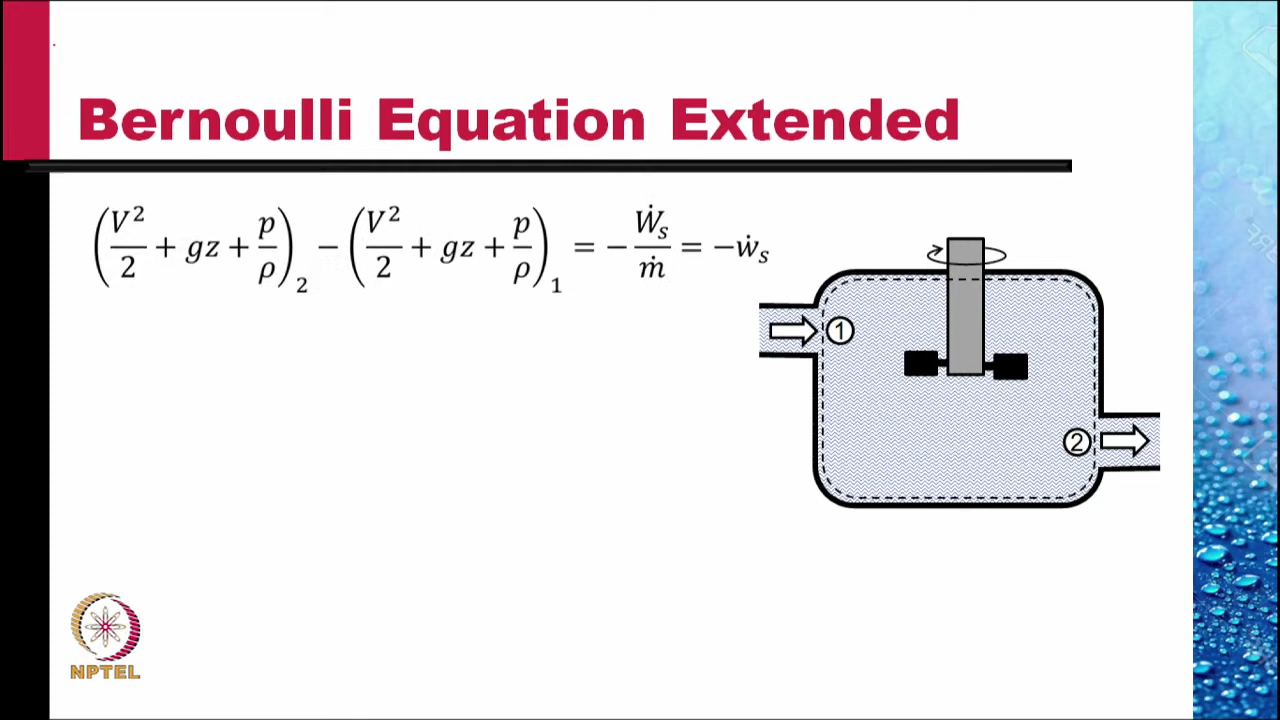 Bernoulli Equation Extended
(V²/2 + gz + p/ρ)₂ − (V²/2 + gz + p/ρ)₁ = − Ẇₛ/ṁ = −ẇₛ
1
2
NPTEL